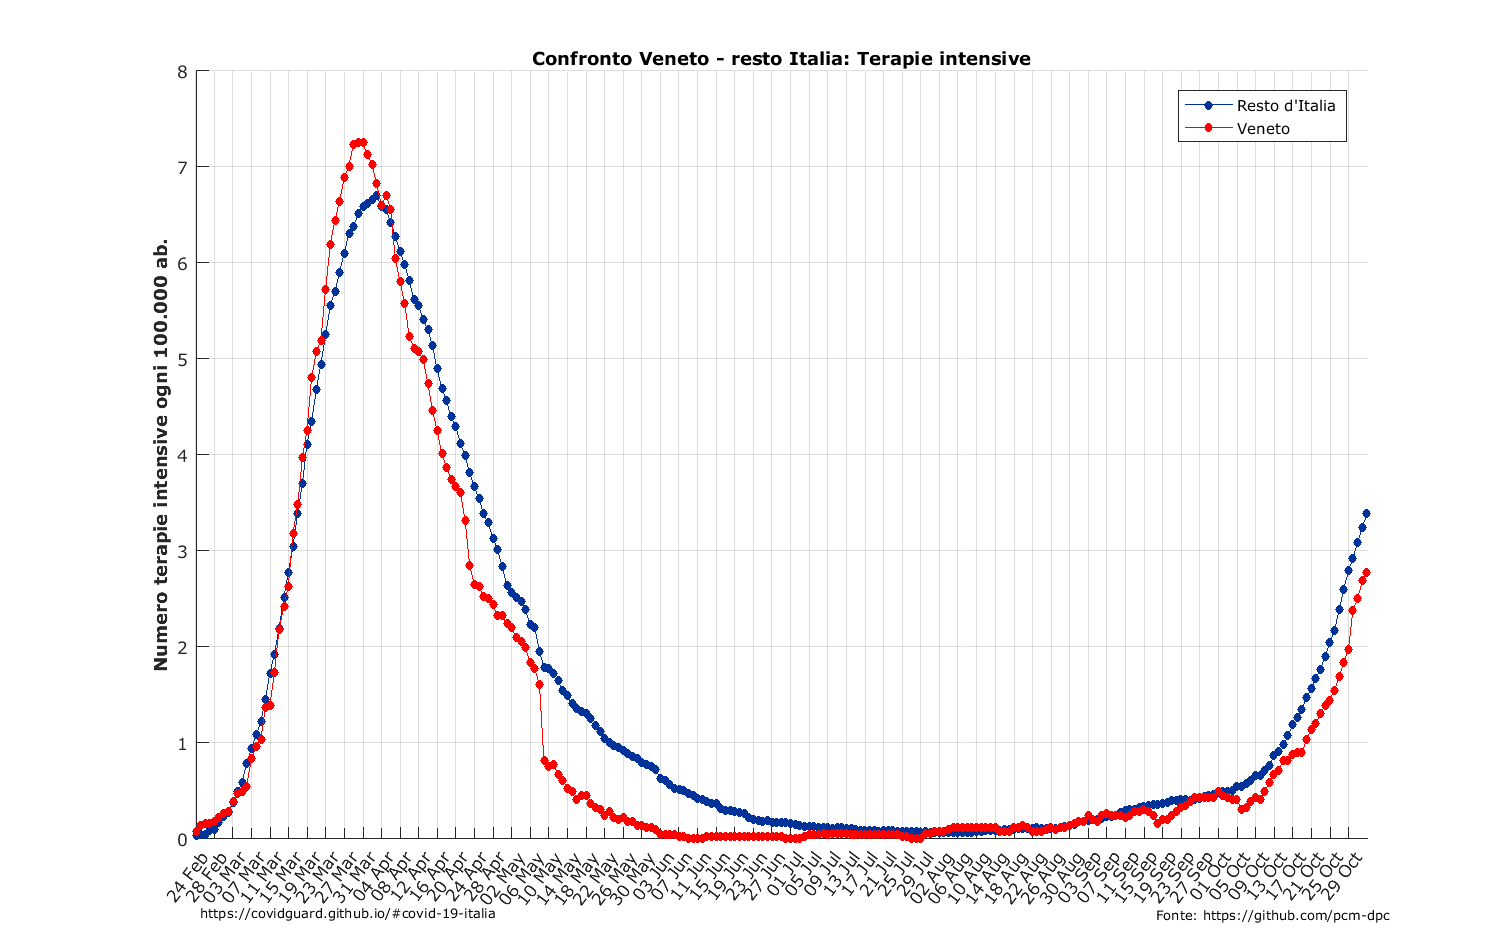 Confronto Veneto - resto Italia: Terapie intensive
Resto d'Italia
Veneto
Numero terapie intensive ogni 100.000 ab.
8
7
6
5
4
3
2
1
0
24 Feb
28 Feb
03 Mar
07 Mar
11 Mar
15 Mar
19 Mar
23 Mar
27 Mar
31 Mar
04 Apr
08 Apr
12 Apr
16 Apr
20 Apr
24 Apr
28 Apr
02 May
06 May
10 May
14 May
18 May
22 May
26 May
30 May
03 Jun
07 Jun
11 Jun
15 Jun
19 Jun
23 Jun
27 Jun
01 Jul
05 Jul
09 Jul
13 Jul
17 Jul
21 Jul
25 Jul
29 Jul
02 Aug
06 Aug
10 Aug
14 Aug
18 Aug
22 Aug
26 Aug
30 Aug
03 Sep
07 Sep
11 Sep
15 Sep
19 Sep
23 Sep
27 Sep
01 Oct
05 Oct
09 Oct
13 Oct
17 Oct
21 Oct
25 Oct
29 Oct
https://covidguard.github.io/#covid-19-italia
Fonte: https://github.com/pcm-dpc